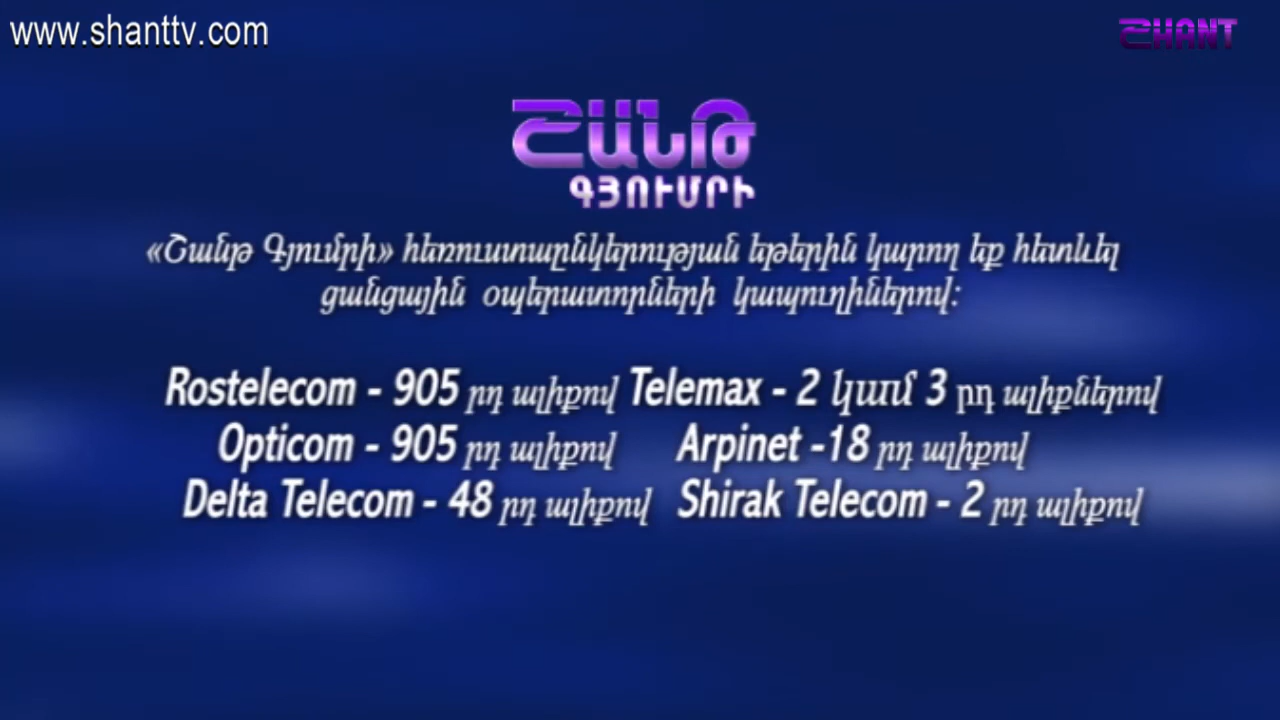 www.shanttv.com
SHANT
ՇԱՆԹ
ԳՅՈՒՄՐԻ
«Շանթ Գյումրի» հեռուստաընկերության եթերին կարող եք հետևել
ցանցային օպերատորների կապուղիներով:
Rostelecom - 905 րդ ալիքով Telemax - 2 կամ 3 րդ ալիքներով
Opticom - 905 րդ ալիքով Arpinet -18 րդ ալիքով
Delta Telecom - 48 րդ ալիքով Shirak Telecom - 2 րդ ալիքով